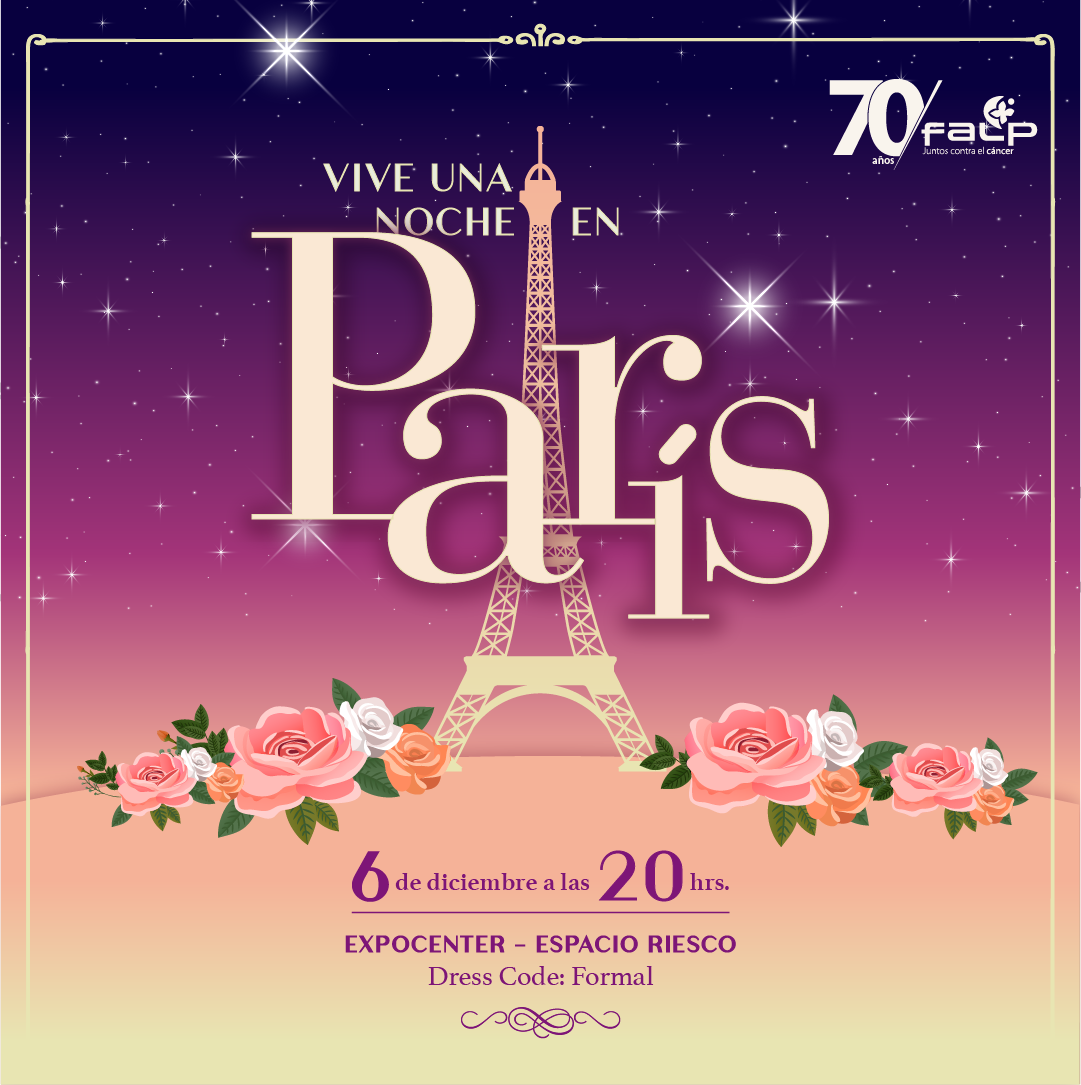 70 años
falp
Juntos contra el cáncer
VIVE UNA
NOCHE EN
París
6 de diciembre a las 20 hrs.
EXPOCENTER – ESPACIO RIESCO
Dress Code: Formal